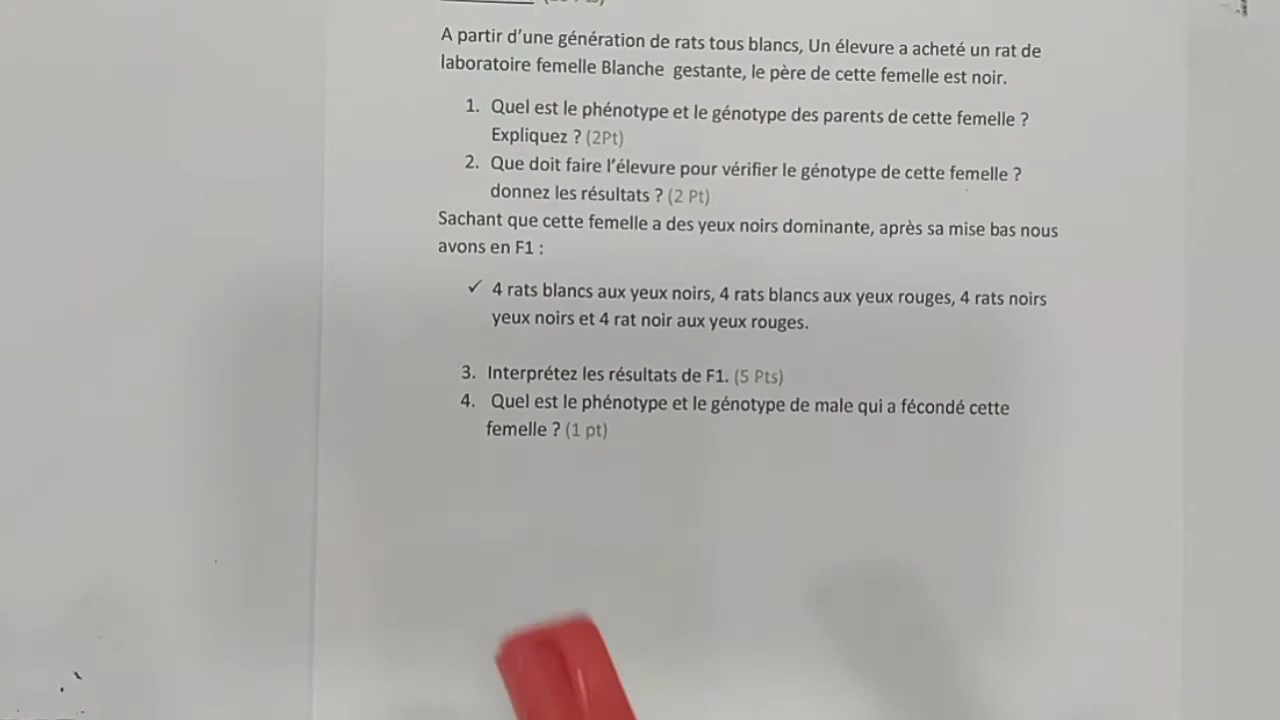 A partir d'une génération de rats tous blancs, Un élevure a acheté un rat de
laboratoire femelle Blanche gestante, le père de cette femelle est noir.
1. Quel est le phénotype et le génotype des parents de cette femelle ?
Expliquez ? (2Pt)
2. Que doit faire l'élevure pour vérifier le génotype de cette femelle ?
donnez les résultats ? (2 Pt)
Sachant que cette femelle a des yeux noirs dominante, après sa mise bas nous
avons en F1 :
✓ 4 rats blancs aux yeux noirs, 4 rats blancs aux yeux rouges, 4 rats noirs
yeux noirs et 4 rat noir aux yeux rouges.
3. Interprétez les résultats de F1. (5 Pts)
4. Quel est le phénotype et le génotype de male qui a fécondé cette
femelle ? (1 pt)